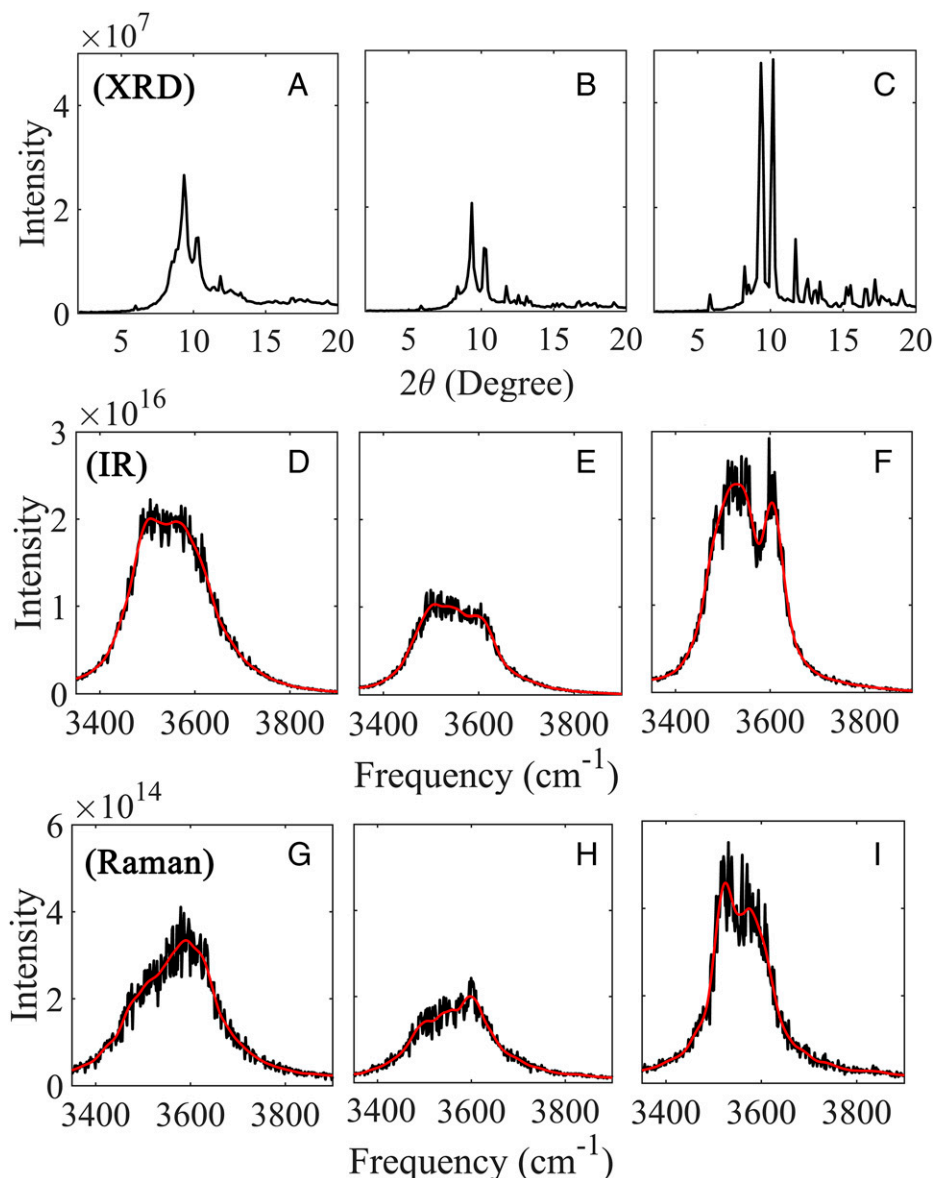 ×10⁷
(XRD) A B C
Intensity
6
4
2
0
5 10 15 20 5 10 15 20 5 10 15 20
2θ (Degree)
×10¹⁶
3
(IR) D E F
Intensity
2
1
0
3400 3600 3800 3400 3600 3800 3400 3600 3800
Frequency (cm⁻¹)
×10¹⁴
6
(Raman) G H I
Intensity
4
2
0
3400 3600 3800 3400 3600 3800 3400 3600 3800
Frequency (cm⁻¹)